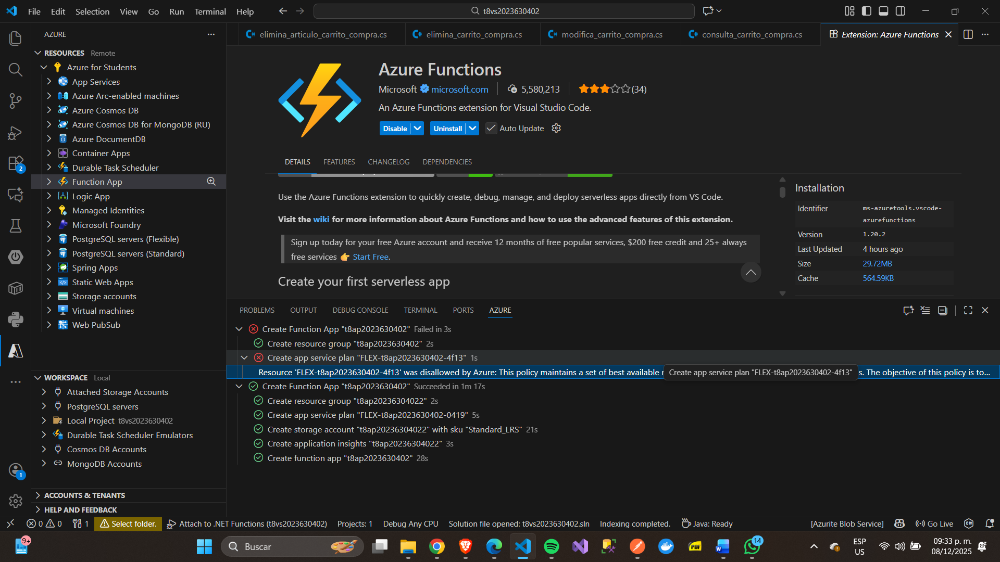 File Edit Selection View Go Run Terminal Help
t8vs2023630402
AZURE
elimina_articulo_carrito_compra.cs
elimina_carrito_compra.cs
modifica_carrito_compra.cs
consulta_carrito_compra.cs
Extension: Azure Functions
RESOURCES Remote
Azure for Students
App Services
Azure Arc-enabled machines
Azure Cosmos DB
Azure Cosmos DB for MongoDB (RU)
Azure DocumentDB
Container Apps
Durable Task Scheduler
Function App
Logic App
Managed Identities
Microsoft Foundry
PostgreSQL servers (Flexible)
PostgreSQL servers (Standard)
Spring Apps
Static Web Apps
Storage accounts
Virtual machines
Web PubSub
WORKSPACE Local
Attached Storage Accounts
PostgreSQL servers
Local Project t8vs2023630402
Durable Task Scheduler Emulators
Cosmos DB Accounts
MongoDB Accounts
ACCOUNTS & TENANTS
HELP AND FEEDBACK
2
1
Azure Functions
Microsoft microsoft.com 5,580,213 (34)
An Azure Functions extension for Visual Studio Code.
Disable Uninstall Auto Update
DETAILS FEATURES CHANGELOG DEPENDENCIES
Use the Azure Functions extension to quickly create, debug, manage, and deploy serverless apps directly from VS Code.
Visit the wiki for more information about Azure Functions and how to use the advanced features of this extension.
Sign up today for your free Azure account and receive 12 months of free popular services, $200 free credit and 25+ always
free services 👉 Start Free.
Create your first serverless app
Installation
Identifier ms-azuretools.vscode-
azurefunctions
Version 1.20.2
Last Updated 4 hours ago
Size 29.72MB
Cache 564.59KB
PROBLEMS OUTPUT DEBUG CONSOLE TERMINAL PORTS AZURE
Create Function App "t8ap2023630402" Failed in 3s
Create resource group "t8ap2023630402" 2s
Create app service plan "FLEX-t8ap2023630402-4f13" 1s
Resource 'FLEX-t8ap2023630402-4f13' was disallowed by Azure: This policy maintains a set of best available Create app service plan "FLEX-t8ap2023630402-4f13" s. The objective of this policy is to...
Create Function App "t8ap2023630402" Succeeded in 1m 17s
Create resource group "t8ap20236304022" 2s
Create app service plan "FLEX-t8ap2023630402-0419" 5s
Create storage account "t8ap20236304022" with sku "Standard_LRS" 21s
Create application insights "t8ap20236304022" 3s
Create function app "t8ap2023630402" 28s
0 0 1 Select folder. Attach to .NET Functions (t8vs2023630402) Projects: 1 Debug Any CPU Solution file opened: t8vs2023630402.sln Indexing completed. Java: Ready [Azurite Blob Service] Go Live
9+
Buscar
PDF
14
ESP
US
09:33 p. m.
08/12/2025